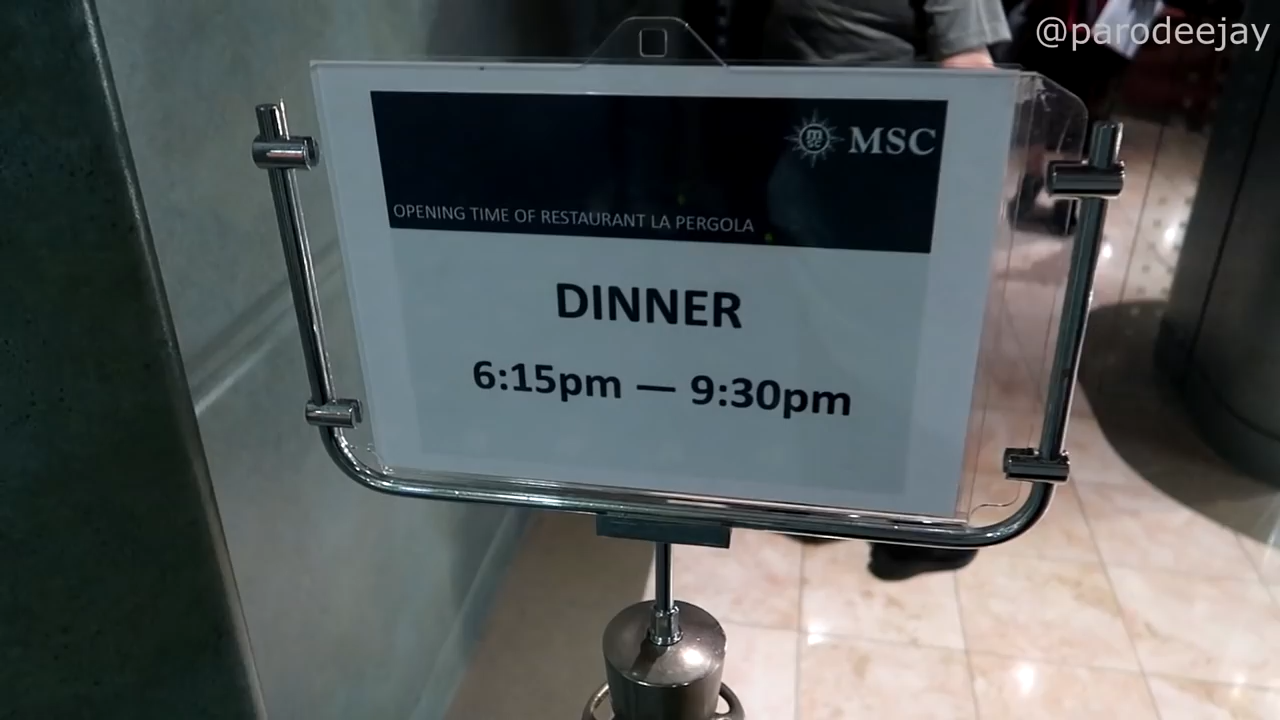 @parodeejay
MSC
OPENING TIME OF RESTAURANT LA PERGOLA
DINNER
6:15pm — 9:30pm